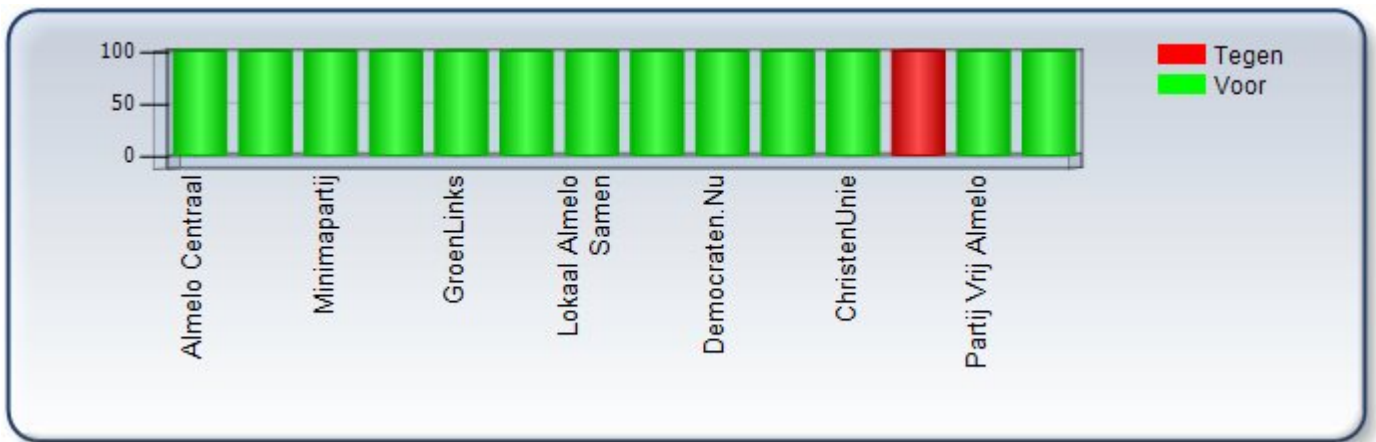 100
50
0
Tegen
Voor
Almelo Centraal
Minimapartij
GroenLinks
Lokaal Almelo
Samen
Democraten.Nu
ChristenUnie
Partij Vrij Almelo